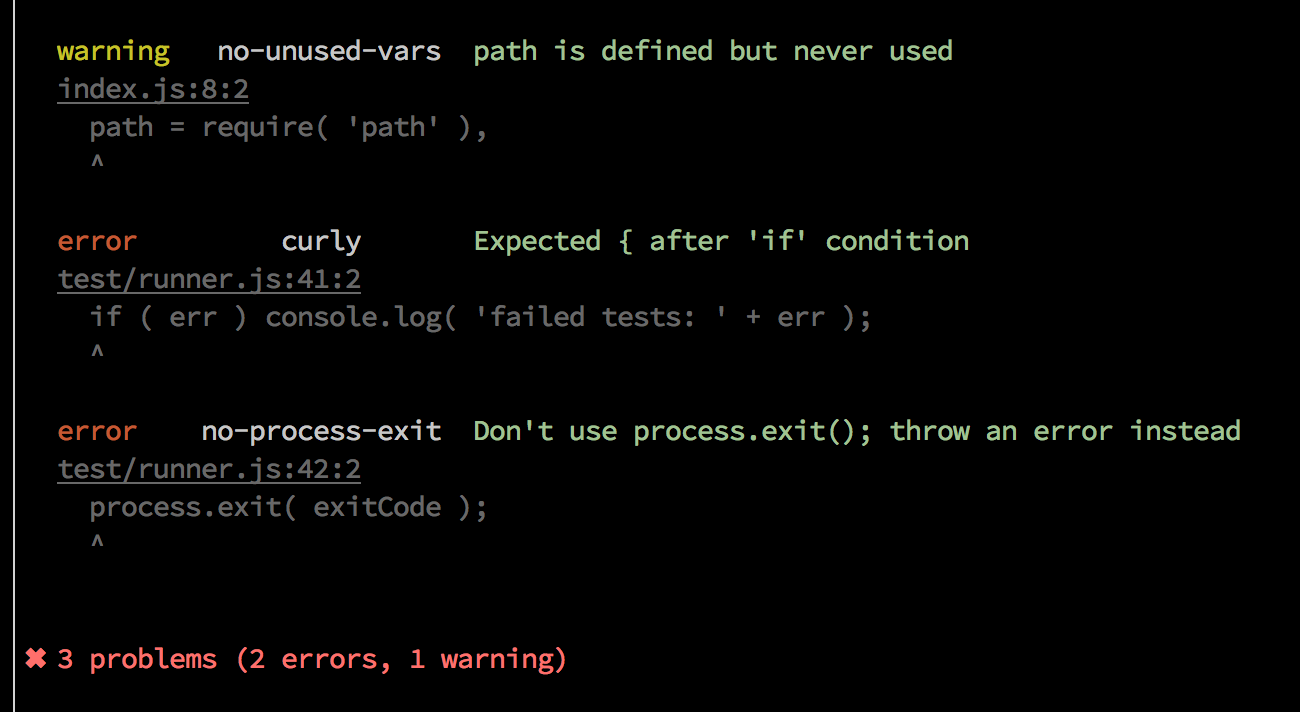 warning no-unused-vars path is defined but never used
index.js:8:2
path = require( 'path' ),
^
error curly Expected { after 'if' condition
test/runner.js:41:2
if ( err ) console.log( 'failed tests: ' + err );
^
error no-process-exit Don't use process.exit(); throw an error instead
test/runner.js:42:2
process.exit( exitCode );
^
✖ 3 problems (2 errors, 1 warning)